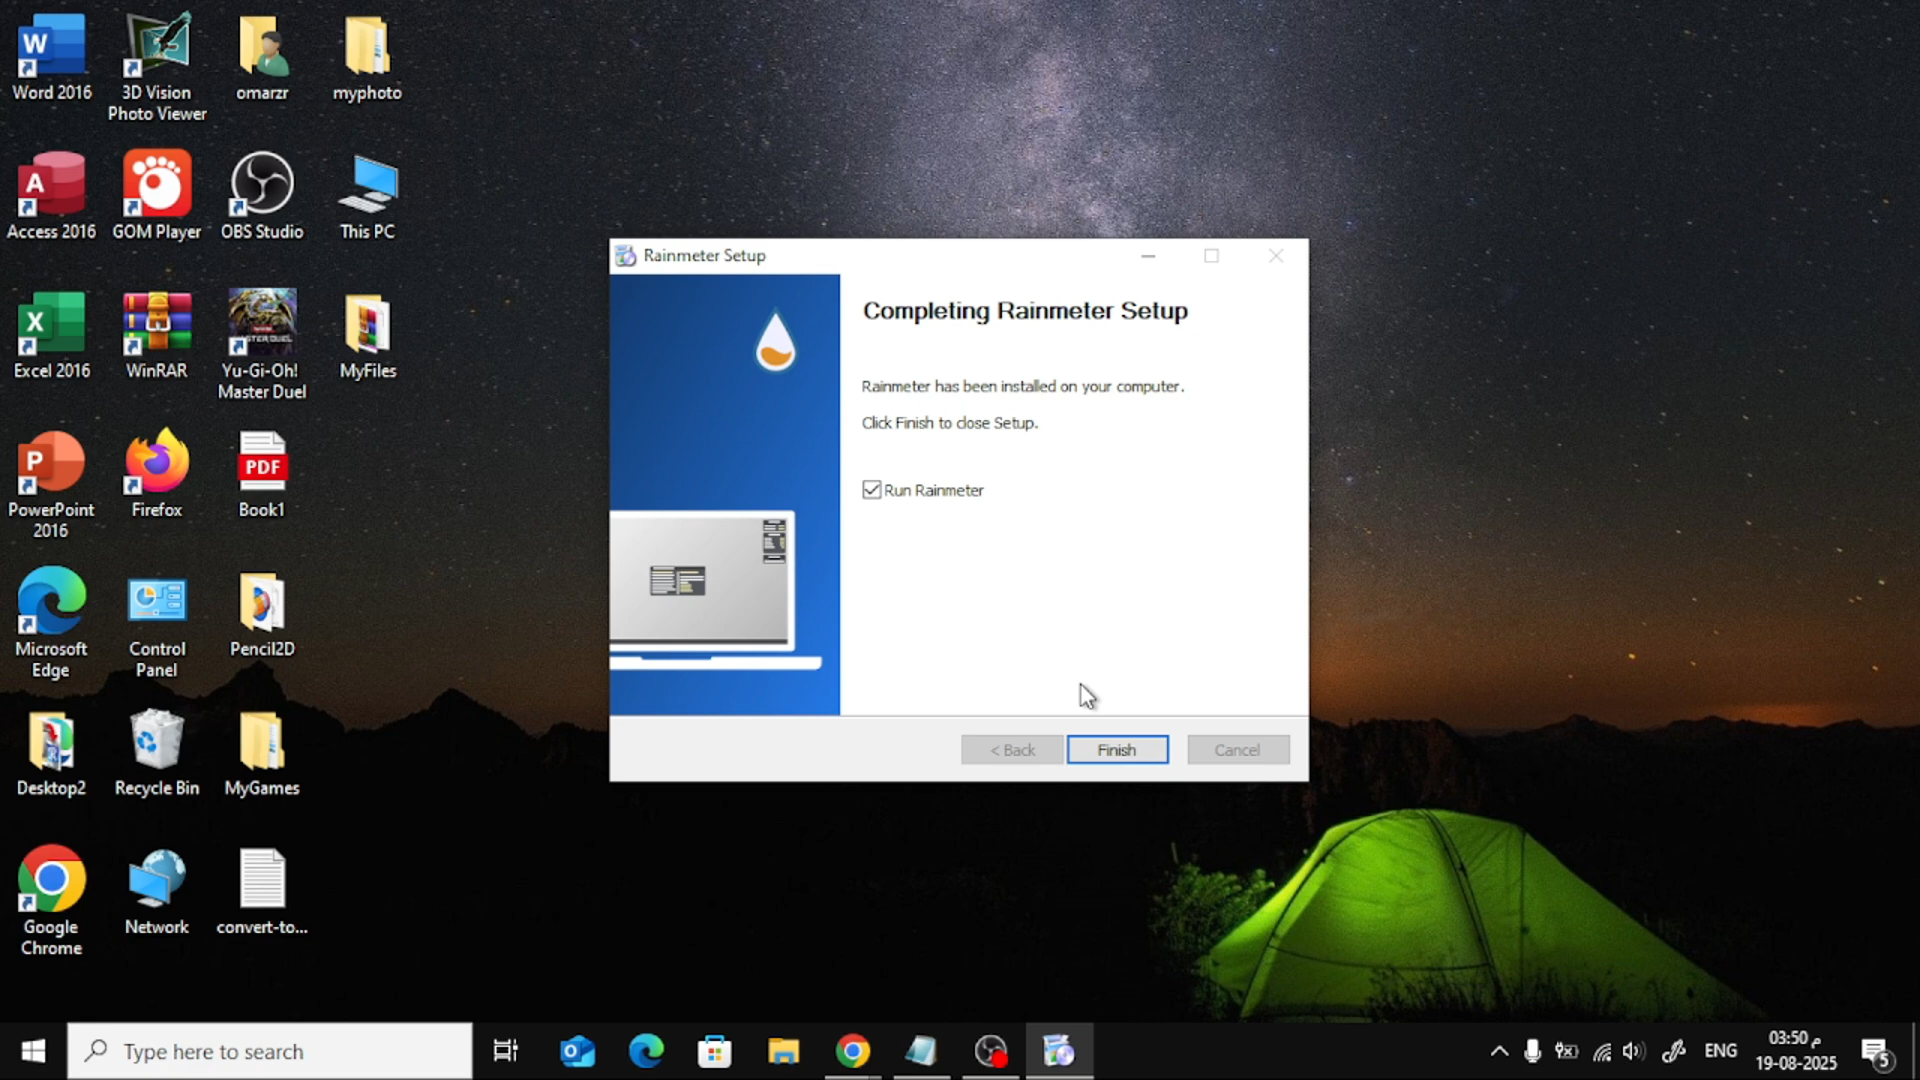 Word 2016
3D Vision
Photo Viewer
omarzr
myphoto
Access 2016
GOM Player
OBS Studio
This PC
Excel 2016
WinRAR
Yu-Gi-Oh!
Master Duel
MyFiles
PowerPoint
2016
Firefox
PDF
Book1
Microsoft
Edge
Control
Panel
Pencil2D
Desktop2
Recycle Bin
MyGames
Google
Chrome
Network
convert-to...
Rainmeter Setup
Completing Rainmeter Setup
Rainmeter has been installed on your computer.
Click Finish to close Setup.
Run Rainmeter
< Back
Finish
Cancel
Type here to search
ENG
03:50 م
19-08-2025
5